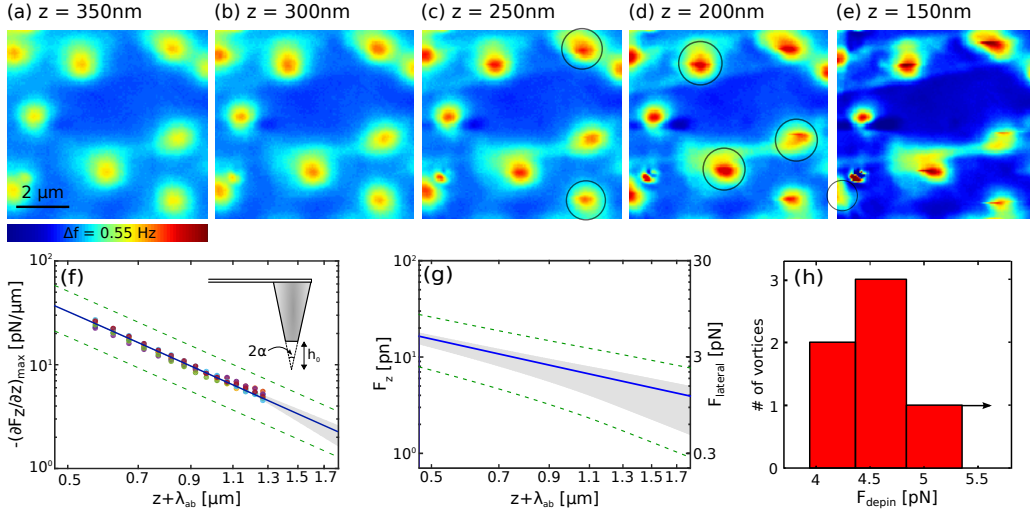 (a) z = 350nm
(b) z = 300nm
(c) z = 250nm
(d) z = 200nm
(e) z = 150nm
2 μm
Δf = 0.55 Hz
(f)
-(∂F_z/∂z)_max [pN/μm]
10²
10¹
10⁰
0.5 0.7 0.9 1.1 1.3 1.5 1.7
z+λ_ab [μm]
2α
h₀
(g)
F_z [pn]
10²
10¹
10⁰
0.5 0.7 0.9 1.1 1.3 1.5 1.7
z+λ_ab [μm]
30
3
0.3
F_lateral [pN]
(h)
# of vortices
3
2
1
0
4 4.5 5 5.5
F_depin [pN]